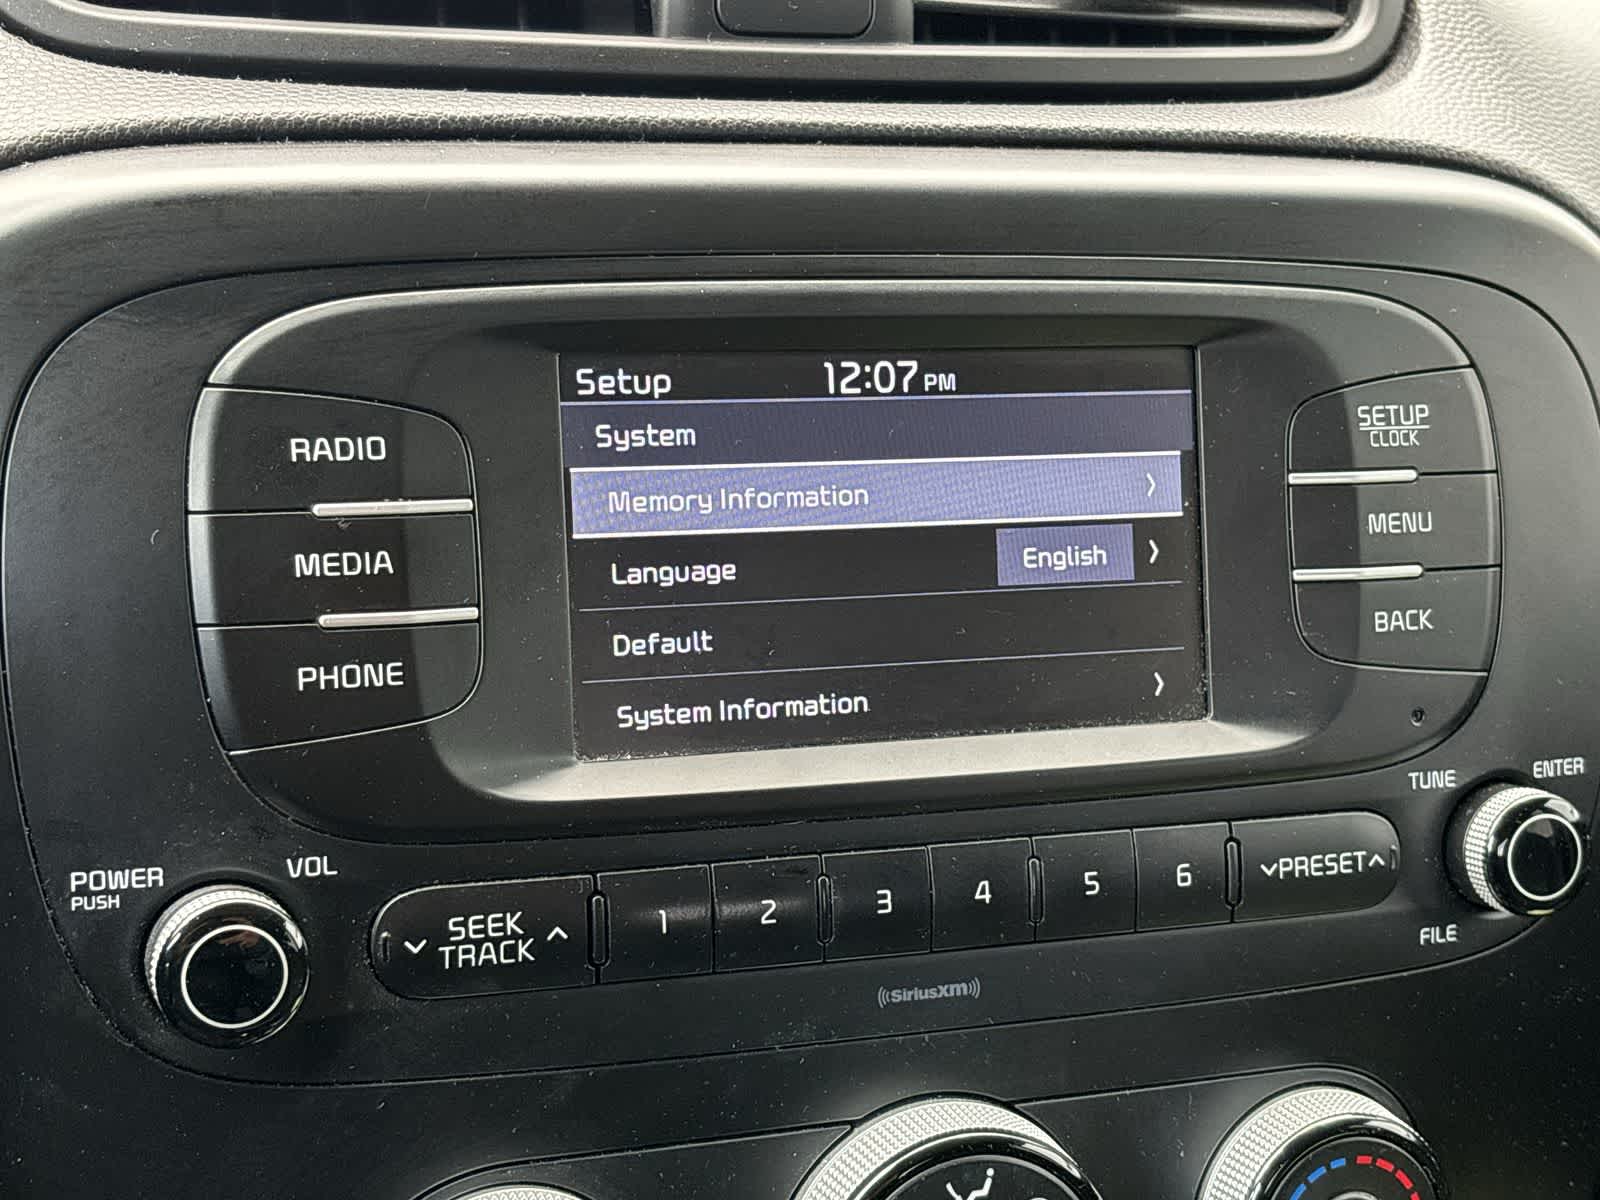 Setup 12:07 PM
System
Memory Information
Language English
Default
System Information
RADIO
MEDIA
PHONE
SETUP
CLOCK
MENU
BACK
TUNE ENTER
FILE
POWER
PUSH
VOL
SEEK
TRACK
1 2 3 4 5 6
PRESET
SiriusXM